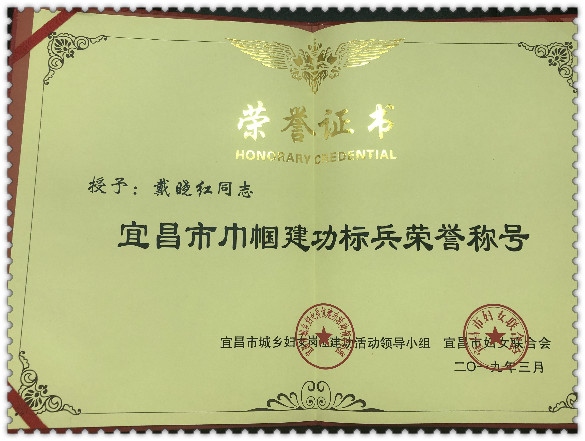 荣誉证书
HONORARY CREDENTIAL
授予：戴晓红同志
宜昌市巾帼建功标兵荣誉称号
宜昌市城乡妇女岗位建功活动领导小组 宜昌市妇女联合会
二〇一九年三月